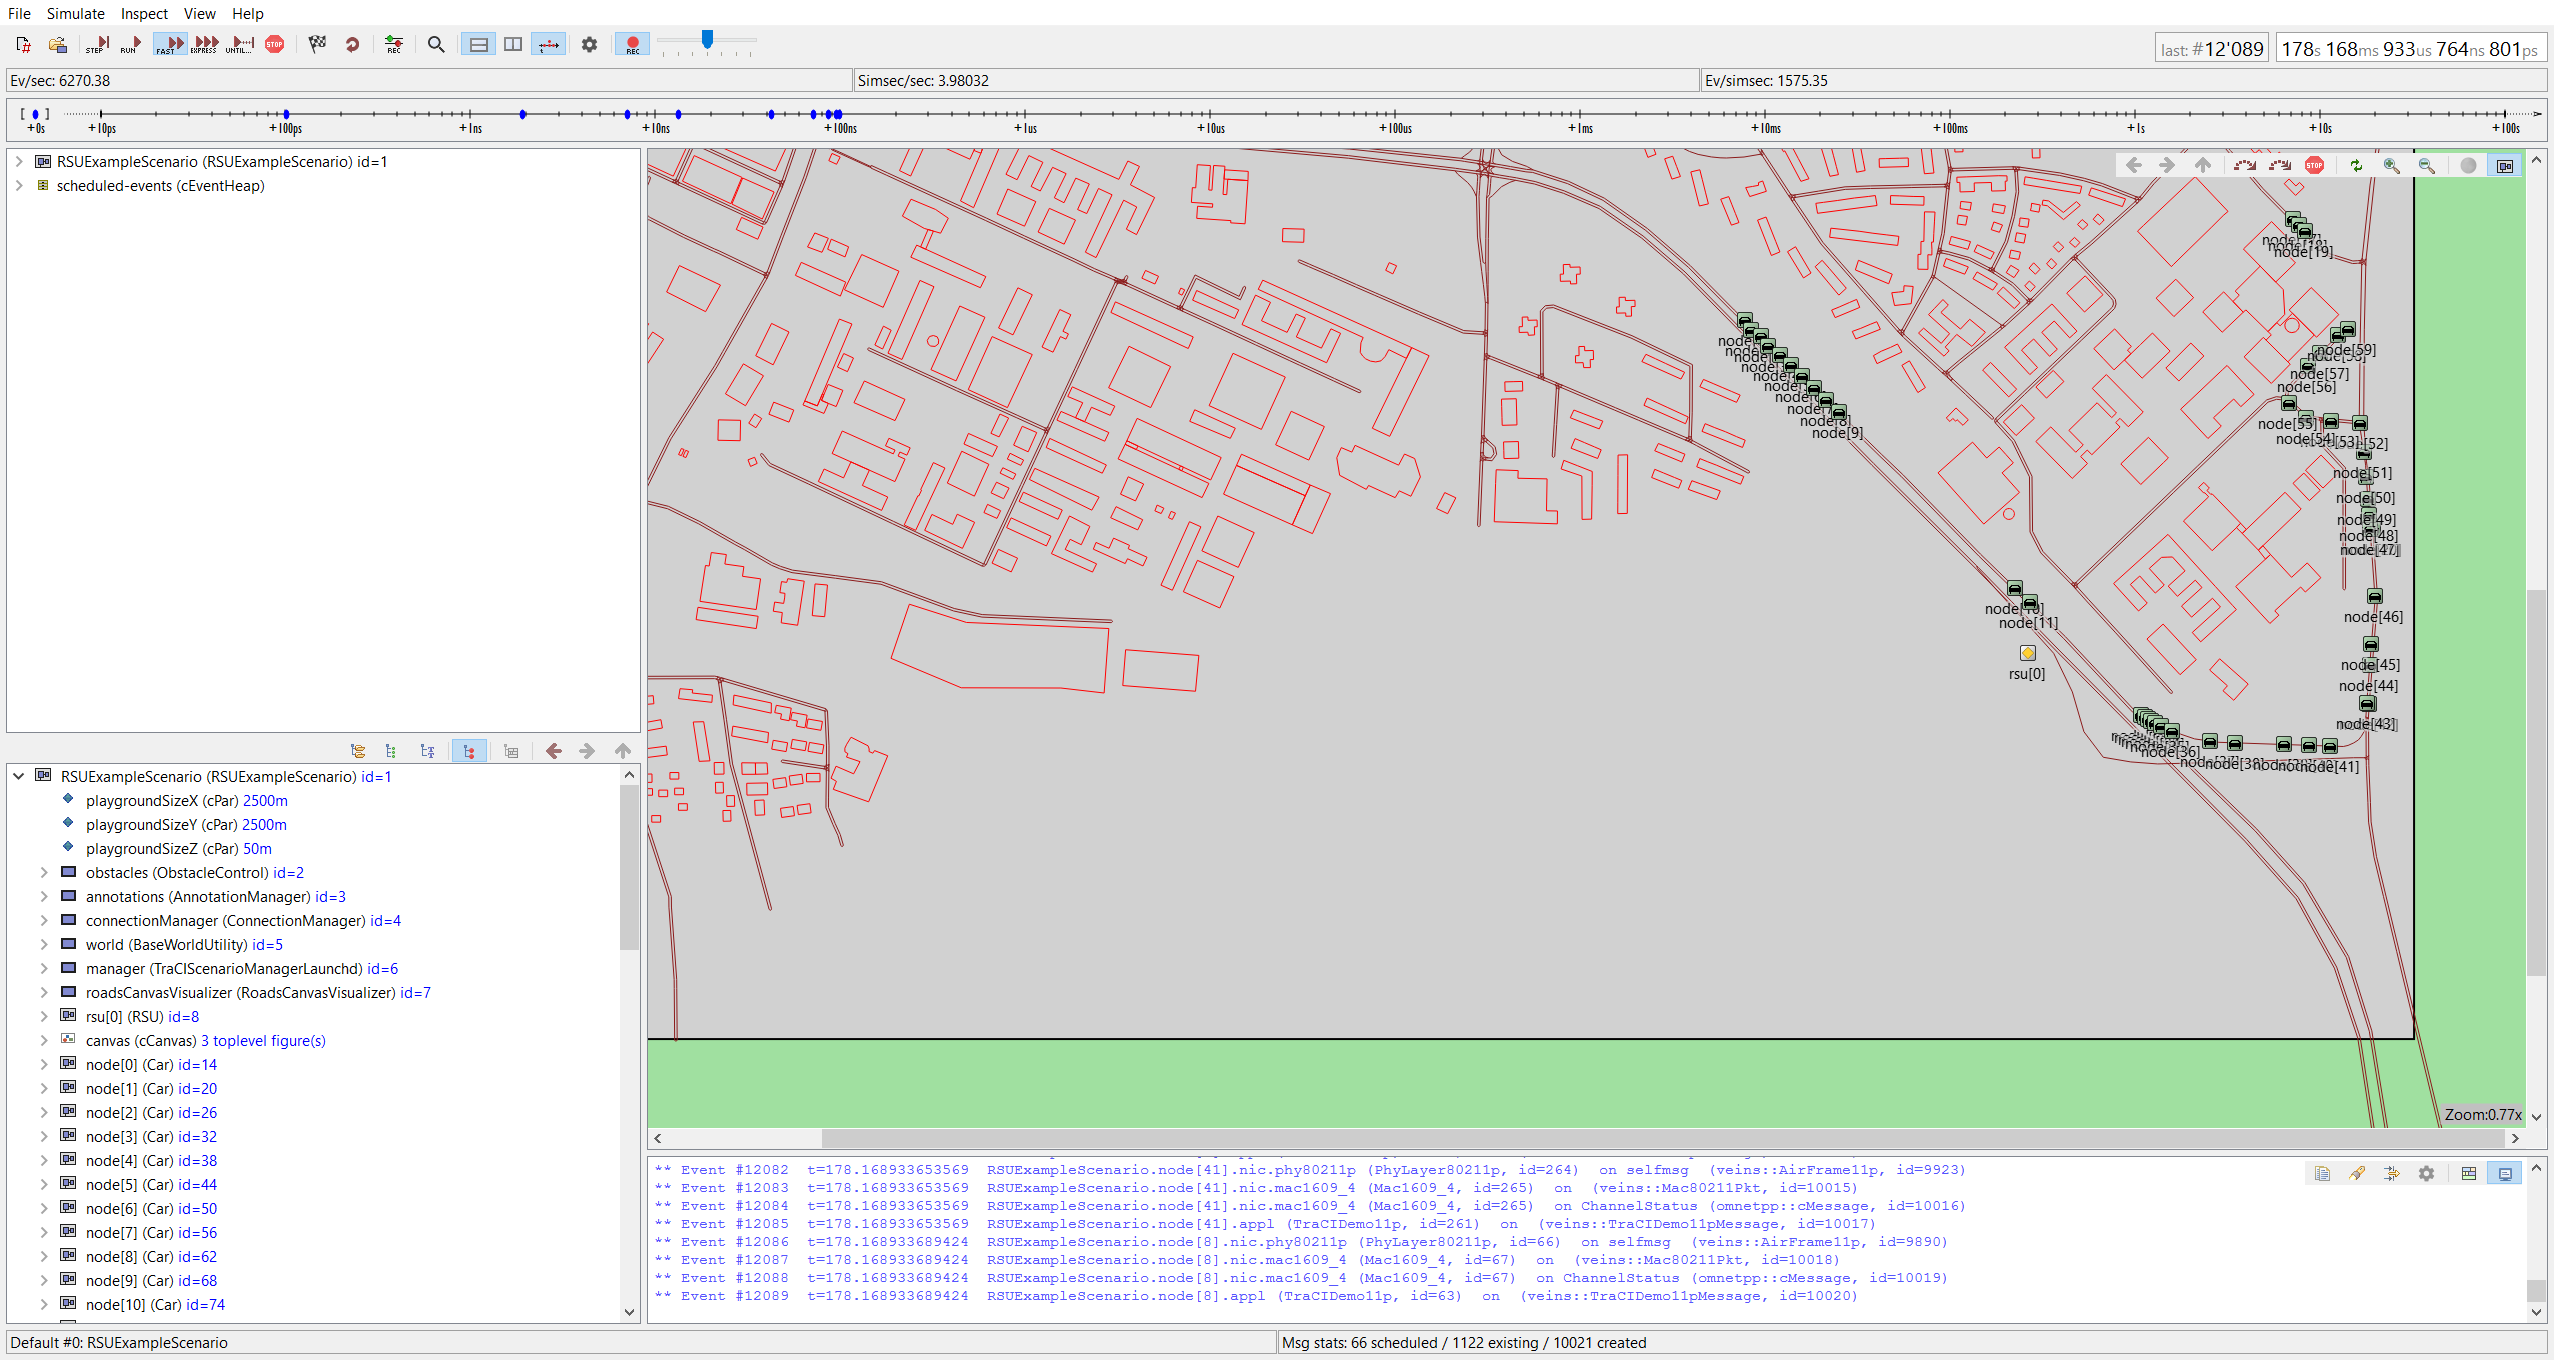 File Simulate Inspect View Help
STEP RUN FAST EXPRESS UNTIL... STOP REC REC
last: #12'089 178s 168ms 933us 764ns 801ps
Ev/sec: 6270.38 Simsec/sec: 3.98032 Ev/simsec: 1575.35
+0s +10ps +100ps +1ns +10ns +100ns +1us +10us +100us +1ms +10ms +100ms +1s +10s +100s
RSUExampleScenario (RSUExampleScenario) id=1
scheduled-events (cEventHeap)
RSUExampleScenario (RSUExampleScenario) id=1
playgroundSizeX (cPar) 2500m
playgroundSizeY (cPar) 2500m
playgroundSizeZ (cPar) 50m
obstacles (ObstacleControl) id=2
annotations (AnnotationManager) id=3
connectionManager (ConnectionManager) id=4
world (BaseWorldUtility) id=5
manager (TraCIScenarioManagerLaunchd) id=6
roadsCanvasVisualizer (RoadsCanvasVisualizer) id=7
rsu[0] (RSU) id=8
canvas (cCanvas) 3 toplevel figure(s)
node[0] (Car) id=14
node[1] (Car) id=20
node[2] (Car) id=26
node[3] (Car) id=32
node[4] (Car) id=38
node[5] (Car) id=44
node[6] (Car) id=50
node[7] (Car) id=56
node[8] (Car) id=62
node[9] (Car) id=68
node[10] (Car) id=74
STOP
node[19]
node[59]
node[57]
node[56]
node[55]
node[54]
node[53]
node[52]
node[51]
node[50]
node[49]
node[48]
node[47]
node[8]
node[9]
node[10]
node[11]
rsu[0]
node[46]
node[45]
node[44]
node[43]
node[36]
node[38]
node[41]
Zoom:0.77x
** Event #12082 t=178.168933653569 RSUExampleScenario.node[41].nic.phy80211p (PhyLayer80211p, id=264) on selfmsg (veins::AirFrame11p, id=9923)
** Event #12083 t=178.168933653569 RSUExampleScenario.node[41].nic.mac1609_4 (Mac1609_4, id=265) on (veins::Mac80211Pkt, id=10015)
** Event #12084 t=178.168933653569 RSUExampleScenario.node[41].nic.mac1609_4 (Mac1609_4, id=265) on ChannelStatus (omnetpp::cMessage, id=10016)
** Event #12085 t=178.168933653569 RSUExampleScenario.node[41].appl (TraCIDemo11p, id=261) on (veins::TraCIDemo11pMessage, id=10017)
** Event #12086 t=178.168933689424 RSUExampleScenario.node[8].nic.phy80211p (PhyLayer80211p, id=66) on selfmsg (veins::AirFrame11p, id=9890)
** Event #12087 t=178.168933689424 RSUExampleScenario.node[8].nic.mac1609_4 (Mac1609_4, id=67) on (veins::Mac80211Pkt, id=10018)
** Event #12088 t=178.168933689424 RSUExampleScenario.node[8].nic.mac1609_4 (Mac1609_4, id=67) on ChannelStatus (omnetpp::cMessage, id=10019)
** Event #12089 t=178.168933689424 RSUExampleScenario.node[8].appl (TraCIDemo11p, id=63) on (veins::TraCIDemo11pMessage, id=10020)
Default #0: RSUExampleScenario Msg stats: 66 scheduled / 1122 existing / 10021 created